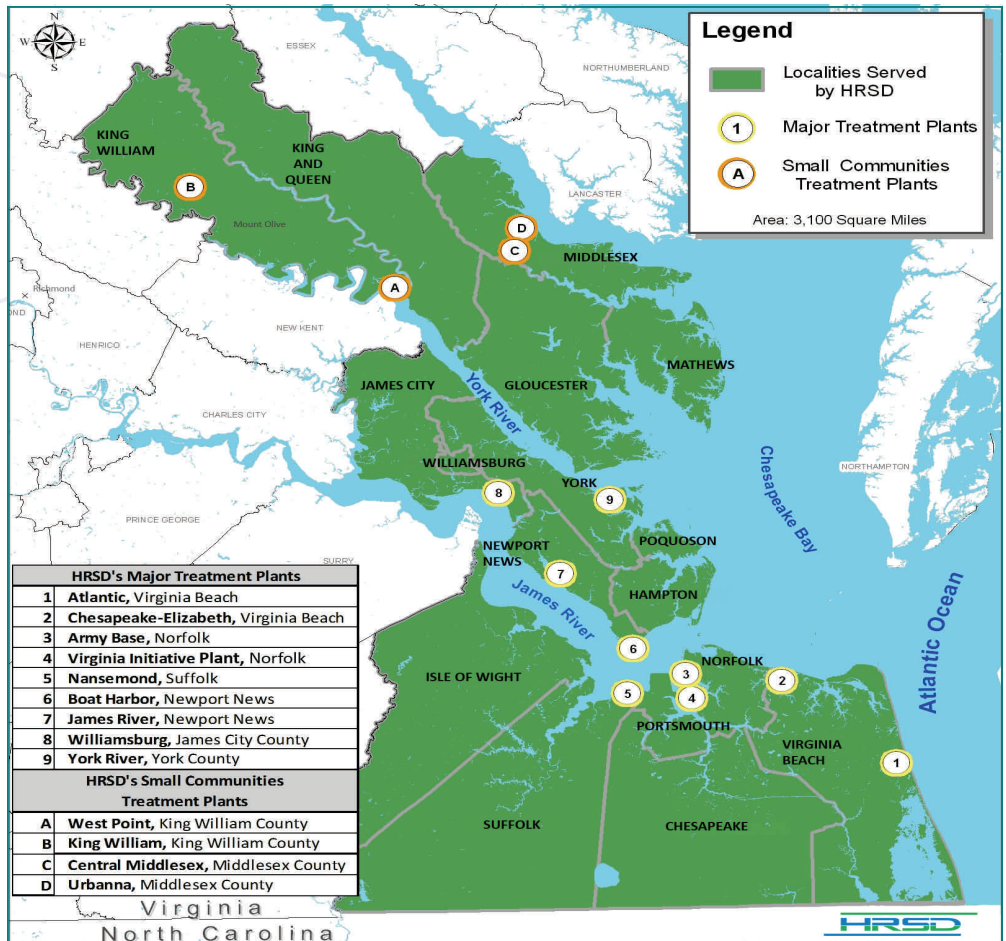 N
W
E
S
ESSEX
NORTHUMBERLAND
Legend
Localities Served
by HRSD
1
Major Treatment Plants
A
Small Communities
Treatment Plants
Area: 3,100 Square Miles
KING
WILLIAM
KING
AND
QUEEN
B
Mount Olive
LANCASTER
D
C
MIDDLESEX
A
Richmond
OND
NEW KENT
HENRICO
JAMES CITY
York River
GLOUCESTER
MATHEWS
CHARLES CITY
WILLIAMSBURG
8
YORK
9
Chesapeake Bay
NORTHAMPTON
PRINCE GEORGE
SURRY
NEWPORT
NEWS
POQUOSON
7
HAMPTON
James River
6
Atlantic Ocean
ISLE OF WIGHT
NORFOLK
3
2
5
4
PORTSMOUTH
VIRGINIA
BEACH
1
SUFFOLK
CHESAPEAKE
HRSD's Major Treatment Plants
1 Atlantic, Virginia Beach
2 Chesapeake-Elizabeth, Virginia Beach
3 Army Base, Norfolk
4 Virginia Initiative Plant, Norfolk
5 Nansemond, Suffolk
6 Boat Harbor, Newport News
7 James River, Newport News
8 Williamsburg, James City County
9 York River, York County
HRSD's Small Communities
Treatment Plants
A West Point, King William County
B King William, King William County
C Central Middlesex, Middlesex County
D Urbanna, Middlesex County
Virginia
North Carolina
HRSD